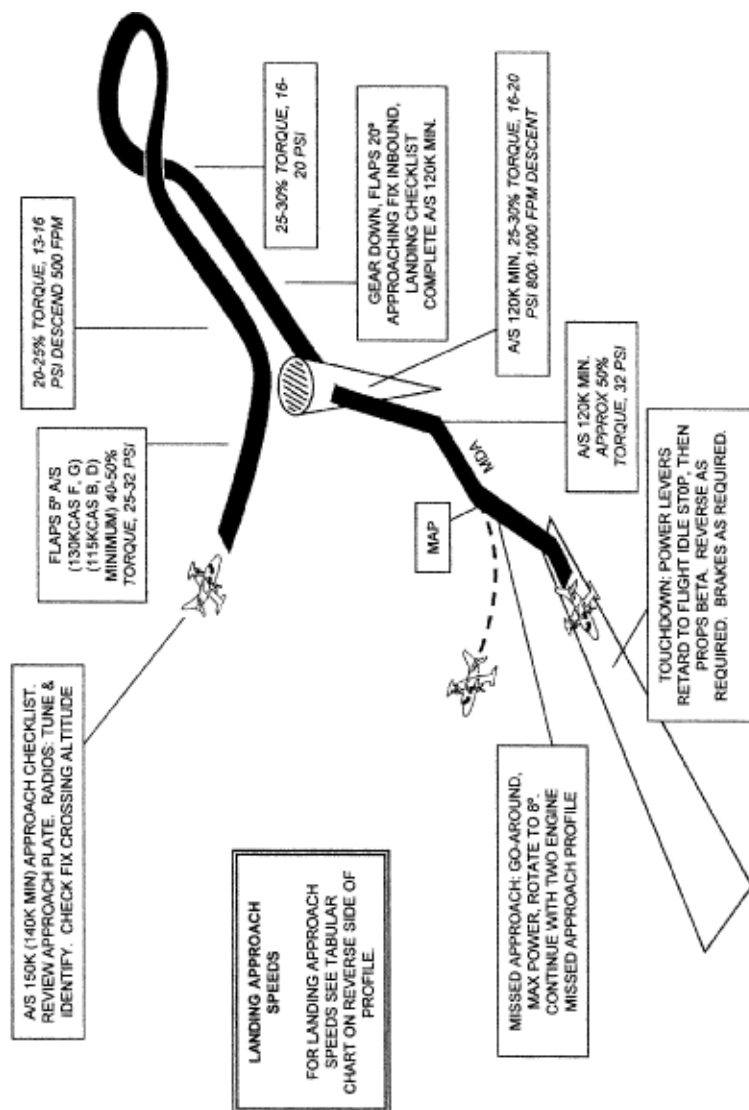 A/S 150K (140K MIN) APPROACH CHECKLIST.
REVIEW APPROACH PLATE. RADIOS: TUNE &
IDENTIFY. CHECK FIX CROSSING ALTITUDE
FLAPS 5º A/S
(130KCAS F, G)
(115KCAS B, D)
MINIMUM) 40-50%
TORQUE, 25-32 PSI
20-25% TORQUE, 13-16
PSI DESCEND 500 FPM
25-30% TORQUE, 16-
20 PSI
GEAR DOWN, FLAPS 20º
APPROACHING FIX INBOUND,
LANDING CHECKLIST
COMPLETE A/S 120K MIN.
A/S 120K MIN, 25-30% TORQUE, 16-20
PSI 800-1000 FPM DESCENT
A/S 120K MIN.
APPROX 50%
TORQUE, 32 PSI
MDA
MAP
LANDING APPROACH
SPEEDS
FOR LANDING APPROACH
SPEEDS SEE TABULAR
CHART ON REVERSE SIDE OF
PROFILE.
MISSED APPROACH: GO-AROUND,
MAX POWER, ROTATE TO 8º.
CONTINUE WITH TWO ENGINE
MISSED APPROACH PROFILE
TOUCHDOWN: POWER LEVERS
RETARD TO FLIGHT IDLE STOP, THEN
PROPS BETA. REVERSE AS
REQUIRED. BRAKES AS REQUIRED.